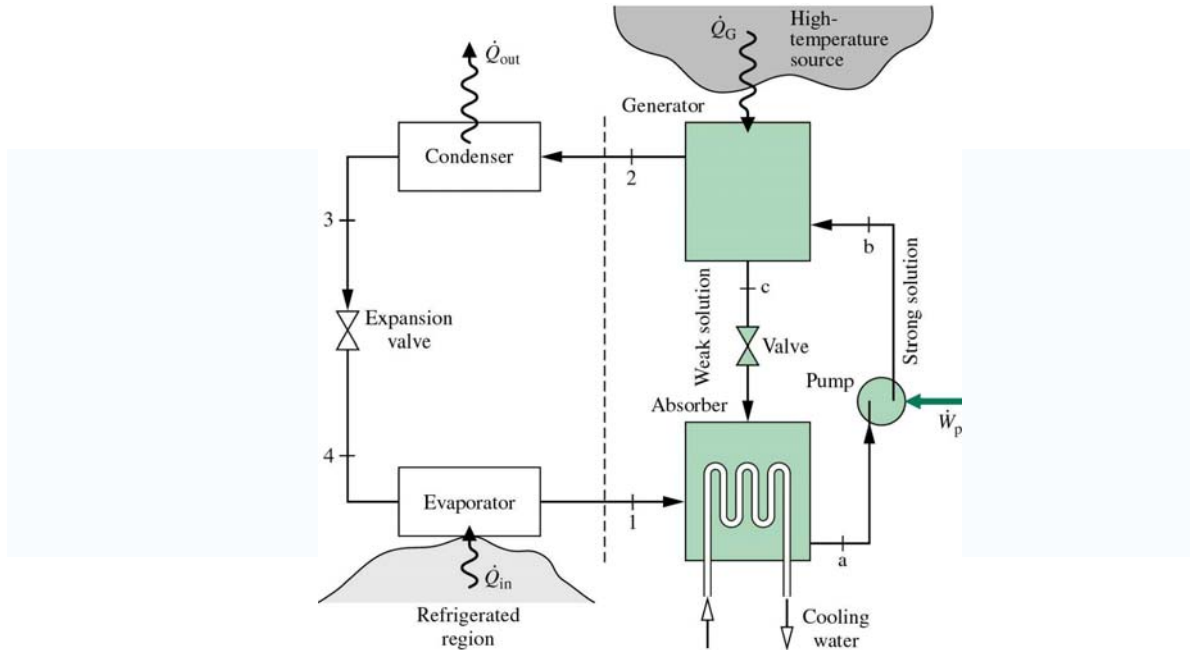 Q̇G
High-
temperature
source
Q̇out
Generator
Condenser
2
3
b
c
Strong solution
Weak solution
Expansion
valve
Valve
Pump
Ẇp
Absorber
4
Evaporator
1
a
Q̇in
Refrigerated
region
Cooling
water